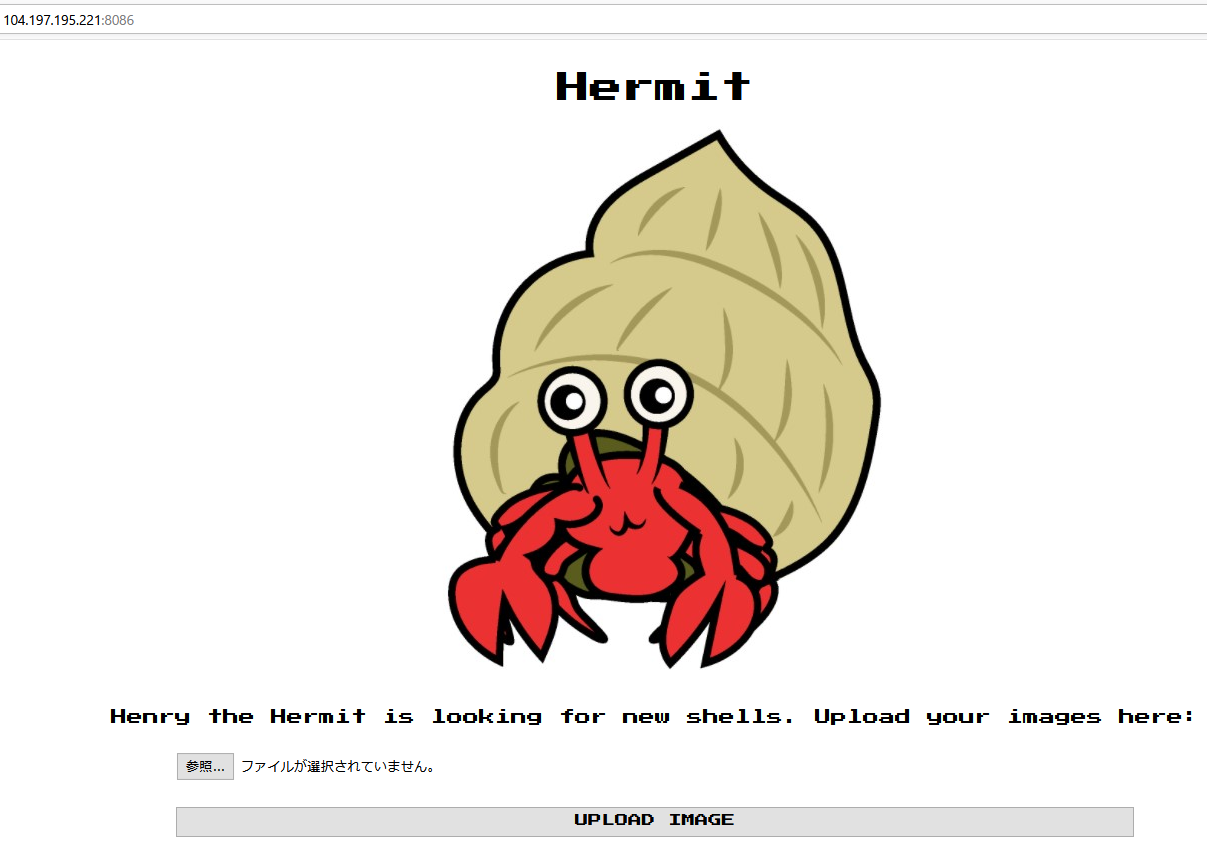 104.197.195.221:8086
Hermit
Henry the Hermit is looking for new shells. Upload your images here:
参照... ファイルが選択されていません。
UPLOAD IMAGE